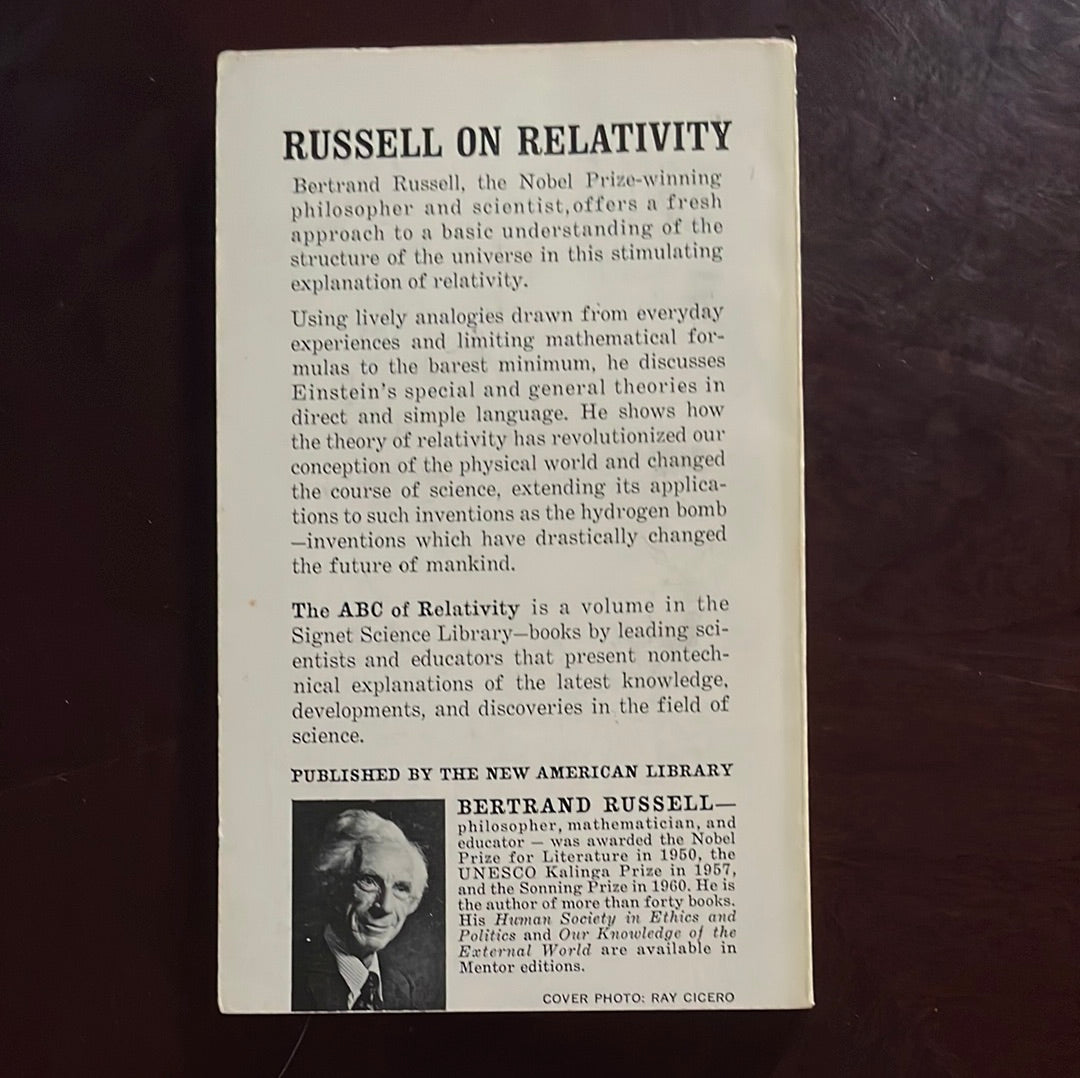 RUSSELL ON RELATIVITY
Bertrand Russell, the Nobel Prize-winning
philosopher and scientist,offers a fresh
approach to a basic understanding of the
structure of the universe in this stimulating
explanation of relativity.
Using lively analogies drawn from everyday
experiences and limiting mathematical for-
mulas to the barest minimum, he discusses
Einstein's special and general theories in
direct and simple language. He shows how
the theory of relativity has revolutionized our
conception of the physical world and changed
the course of science, extending its applica-
tions to such inventions as the hydrogen bomb
—inventions which have drastically changed
the future of mankind.
The ABC of Relativity is a volume in the
Signet Science Library—books by leading sci-
entists and educators that present nontech-
nical explanations of the latest knowledge,
developments, and discoveries in the field of
science.
PUBLISHED BY THE NEW AMERICAN LIBRARY
BERTRAND RUSSELL—
philosopher, mathematician, and
educator — was awarded the Nobel
Prize for Literature in 1950, the
UNESCO Kalinga Prize in 1957,
and the Sonning Prize in 1960. He is
the author of more than forty books.
His Human Society in Ethics and
Politics and Our Knowledge of the
External World are available in
Mentor editions.
COVER PHOTO: RAY CICERO